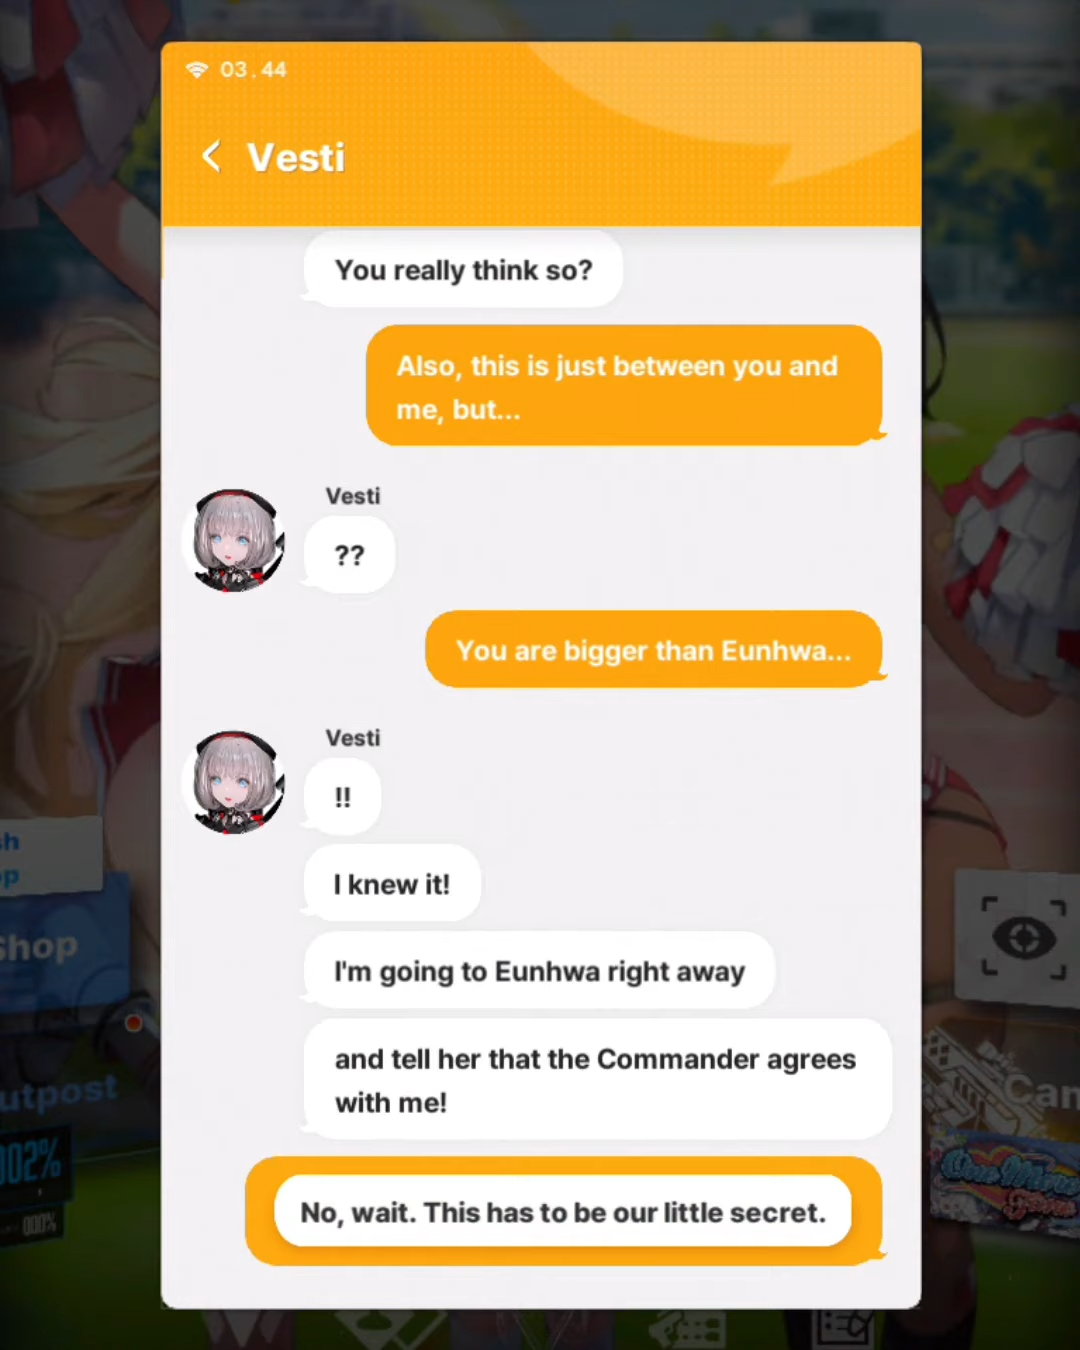 03.44
Vesti
You really think so?
Also, this is just between you and
me, but...
Vesti
??
You are bigger than Eunhwa...
Vesti
!!
I knew it!
I'm going to Eunhwa right away
and tell her that the Commander agrees
with me!
No, wait. This has to be our little secret.
Shop